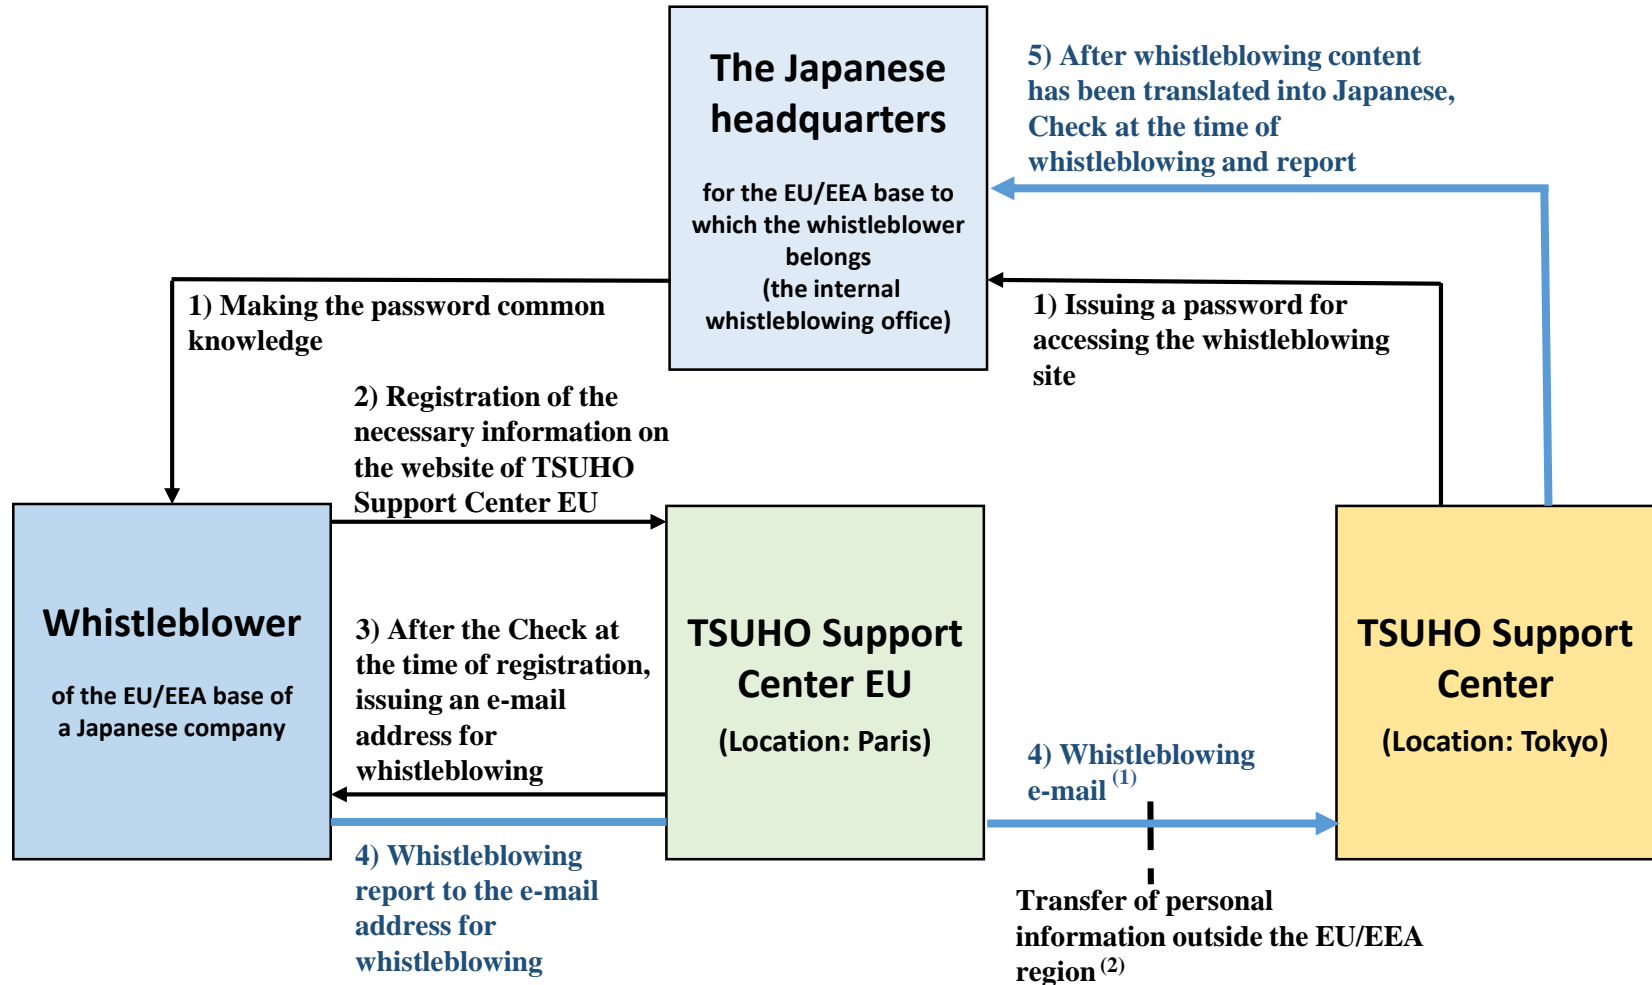 The Japanese
headquarters
for the EU/EEA base to
which the whistleblower
belongs
(the internal
whistleblowing office)
5) After whistleblowing content
has been translated into Japanese,
Check at the time of
whistleblowing and report
1) Making the password common
knowledge
1) Issuing a password for
accessing the whistleblowing
site
2) Registration of the
necessary information on
the website of TSUHO
Support Center EU
Whistleblower
of the EU/EEA base of
a Japanese company
3) After the Check at
the time of registration,
issuing an e-mail
address for
whistleblowing
TSUHO Support
Center EU
(Location: Paris)
TSUHO Support
Center
(Location: Tokyo)
4) Whistleblowing
e-mail (1)
4) Whistleblowing
report to the e-mail
address for
whistleblowing
Transfer of personal
information outside the EU/EEA
region (2)